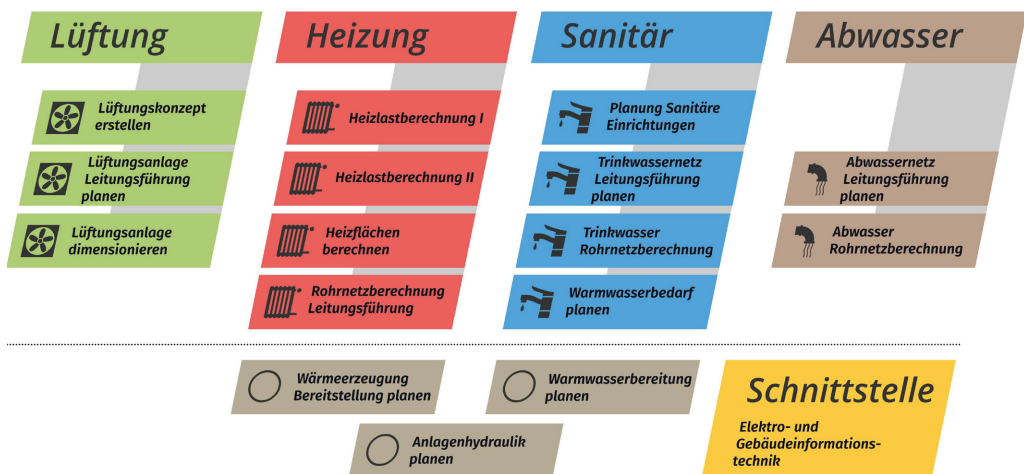 Lüftung
Lüftungskonzept
erstellen
Lüftungsanlage
Leitungsführung
planen
Lüftungsanlage
dimensionieren
Heizung
Heizlastberechnung I
Heizlastberechnung II
Heizflächen
berechnen
Rohrnetzberechnung
Leitungsführung
Sanitär
Planung Sanitäre
Einrichtungen
Trinkwassernetz
Leitungsführung
planen
Trinkwasser
Rohrnetzberechnung
Warmwasserbedarf
planen
Abwasser
Abwassernetz
Leitungsführung
planen
Abwasser
Rohrnetzberechnung
Wärmeerzeugung
Bereitstellung planen
Warmwasserbereitung
planen
Anlagenhydraulik
planen
Schnittstelle
Elektro- und
Gebäudeinformations-
technik